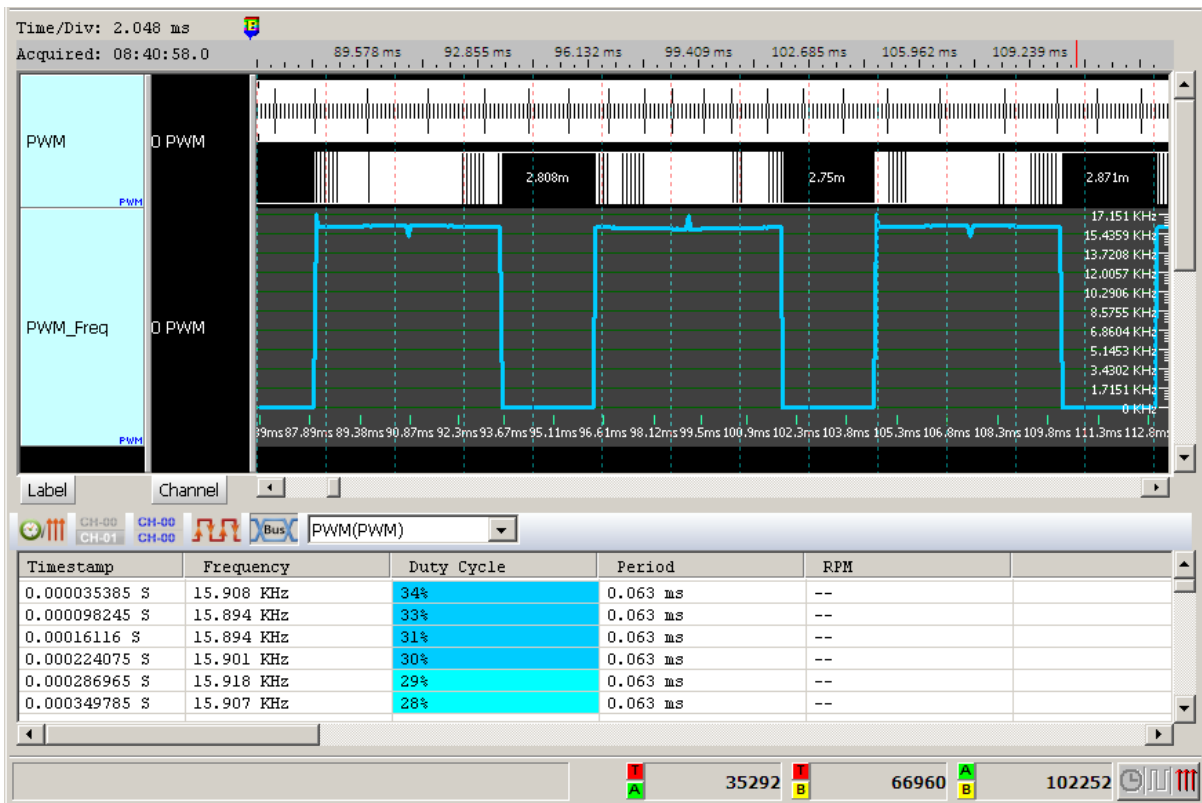 Time/Div: 2.048 ms
B
Acquired: 08:40:58.0
89.578 ms 92.855 ms 96.132 ms 99.409 ms 102.685 ms 105.962 ms 109.239 ms
PWM
0 PWM
2.808m 2.75m 2.871m
PWM
17.151 KHz
15.4359 KHz
13.7208 KHz
12.0057 KHz
10.2906 KHz
8.5755 KHz
PWM_Freq
0 PWM
6.8604 KHz
5.1453 KHz
3.4302 KHz
1.7151 KHz
0 KHz
87.89ms 89.38ms 90.87ms 92.3ms 93.67ms 95.11ms 96.61ms 98.12ms 99.5ms 100.9ms 102.3ms 103.8ms 105.3ms 106.8ms 108.3ms 109.8ms 111.3ms 112.8ms
PWM
Label Channel
CH-00 CH-01 CH-00 CH-00 Bus PWM(PWM)
Timestamp Frequency Duty Cycle Period RPM
0.000035385 S 15.908 KHz 34% 0.063 ms --
0.000098245 S 15.894 KHz 33% 0.063 ms --
0.00016116 S 15.894 KHz 31% 0.063 ms --
0.000224075 S 15.901 KHz 30% 0.063 ms --
0.000286965 S 15.918 KHz 29% 0.063 ms --
0.000349785 S 15.907 KHz 28% 0.063 ms --
T A 35292 T B 66960 A B 102252